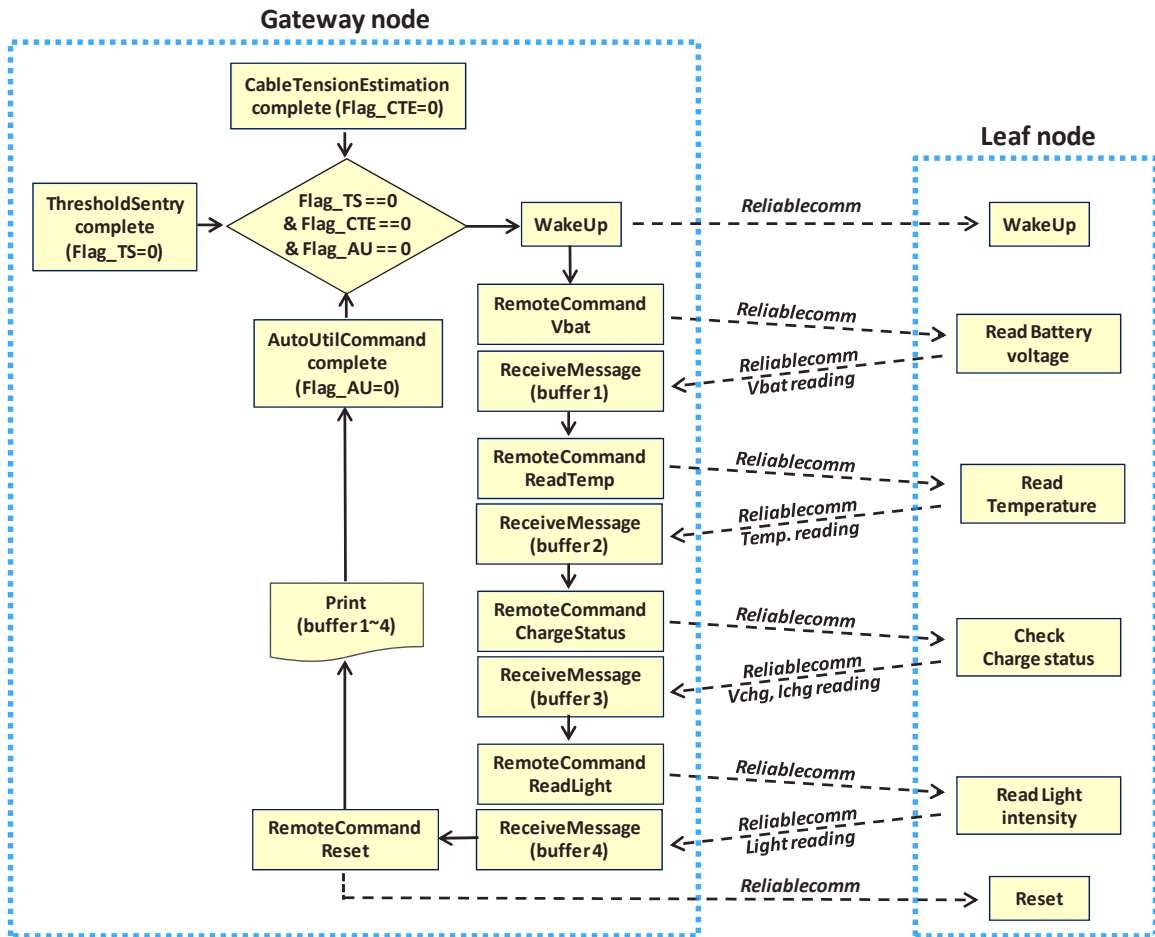 Gateway node
CableTensionEstimation
complete (Flag_CTE=0)
Leaf node
ThresholdSentry
complete
(Flag_TS=0)
Flag_TS ==0
& Flag_CTE ==0
& Flag_AU == 0
WakeUp
Reliablecomm
WakeUp
RemoteCommand
Vbat
Reliablecomm
Read Battery
voltage
AutoUtilCommand
complete
(Flag_AU=0)
ReceiveMessage
(buffer 1)
Reliablecomm
Vbat reading
RemoteCommand
ReadTemp
Reliablecomm
Read
Temperature
ReceiveMessage
(buffer 2)
Reliablecomm
Temp. reading
Print
(buffer 1~4)
RemoteCommand
ChargeStatus
Reliablecomm
Check
Charge status
ReceiveMessage
(buffer 3)
Reliablecomm
Vchg, Ichg reading
RemoteCommand
ReadLight
Reliablecomm
Read Light
intensity
RemoteCommand
Reset
ReceiveMessage
(buffer 4)
Reliablecomm
Light reading
Reliablecomm
Reset